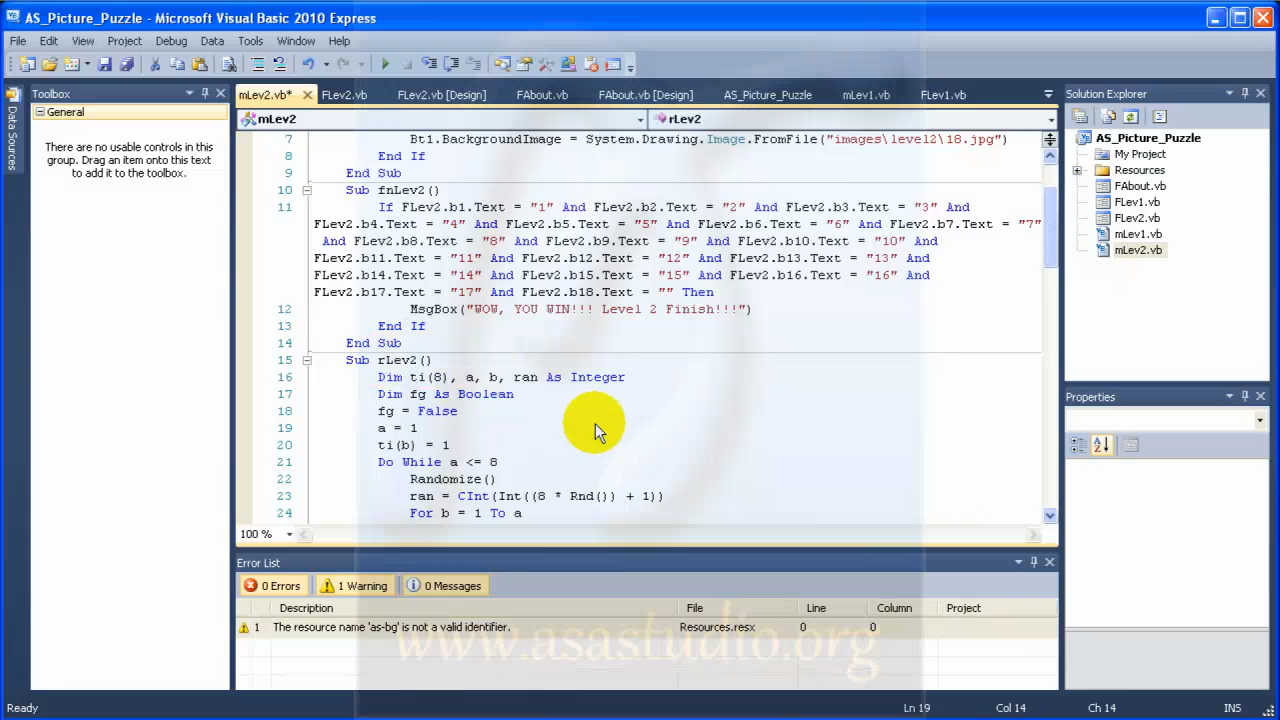 AS_Picture_Puzzle - Microsoft Visual Basic 2010 Express
File Edit View Project Debug Data Tools Window Help
Data Sources
Toolbox
General
There are no usable controls in this
group. Drag an item onto this text
to add it to the toolbox.
mLev2.vb* FLev2.vb FLev2.vb [Design] FAbout.vb FAbout.vb [Design] AS_Picture_Puzzle mLev1.vb FLev1.vb
mLev2 rLev2
7 Bt1.BackgroundImage = System.Drawing.Image.FromFile("images\level2\18.jpg")
8 End If
9 End Sub
10 Sub fnLev2()
11 If FLev2.b1.Text = "1" And FLev2.b2.Text = "2" And FLev2.b3.Text = "3" And
FLev2.b4.Text = "4" And FLev2.b5.Text = "5" And FLev2.b6.Text = "6" And FLev2.b7.Text = "7"
And FLev2.b8.Text = "8" And FLev2.b9.Text = "9" And FLev2.b10.Text = "10" And
FLev2.b11.Text = "11" And FLev2.b12.Text = "12" And FLev2.b13.Text = "13" And
FLev2.b14.Text = "14" And FLev2.b15.Text = "15" And FLev2.b16.Text = "16" And
FLev2.b17.Text = "17" And FLev2.b18.Text = "" Then
12 MsgBox("WOW, YOU WIN!!! Level 2 Finish!!!")
13 End If
14 End Sub
15 Sub rLev2()
16 Dim ti(8), a, b, ran As Integer
17 Dim fg As Boolean
18 fg = False
19 a = 1
20 ti(b) = 1
21 Do While a <= 8
22 Randomize()
23 ran = CInt(Int((8 * Rnd()) + 1))
24 For b = 1 To a
100 %
Solution Explorer
AS_Picture_Puzzle
My Project
Resources
FAbout.vb
FLev1.vb
FLev2.vb
mLev1.vb
mLev2.vb
Properties
Error List
0 Errors 1 Warning 0 Messages
Description File Line Column Project
1 The resource name 'as-bg' is not a valid identifier. Resources.resx 0 0
www.asasfudio.org
Ready Ln 19 Col 14 Ch 14 INS